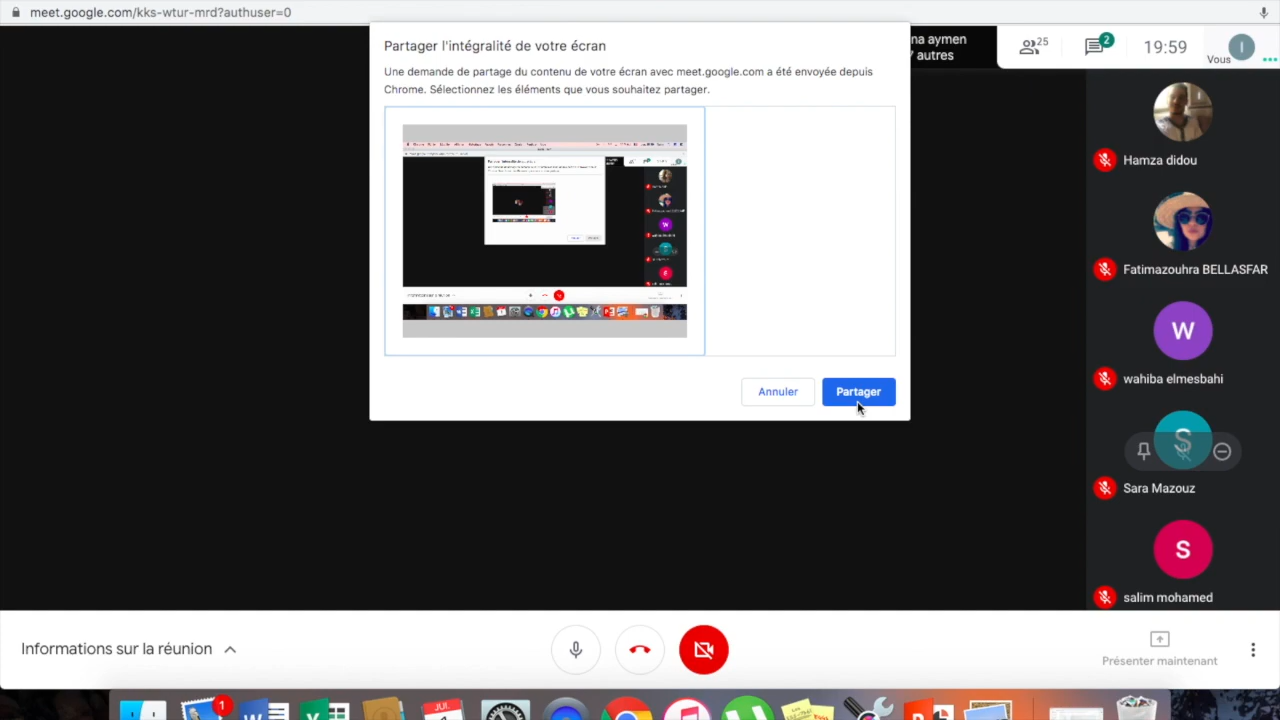 meet.google.com/kks-wtur-mrd?authuser=0
Partager l'intégralité de votre écran
Une demande de partage du contenu de votre écran avec meet.google.com a été envoyée depuis
Chrome. Sélectionnez les éléments que vous souhaitez partager.
Annuler
Partager
na aymen
7 autres
25
2
19:59
Vous
I
Hamza didou
Fatimazouhra BELLASFAR
W
wahiba elmesbahi
S
Sara Mazouz
S
salim mohamed
Informations sur la réunion
Présenter maintenant
1
W
X
JUL
P